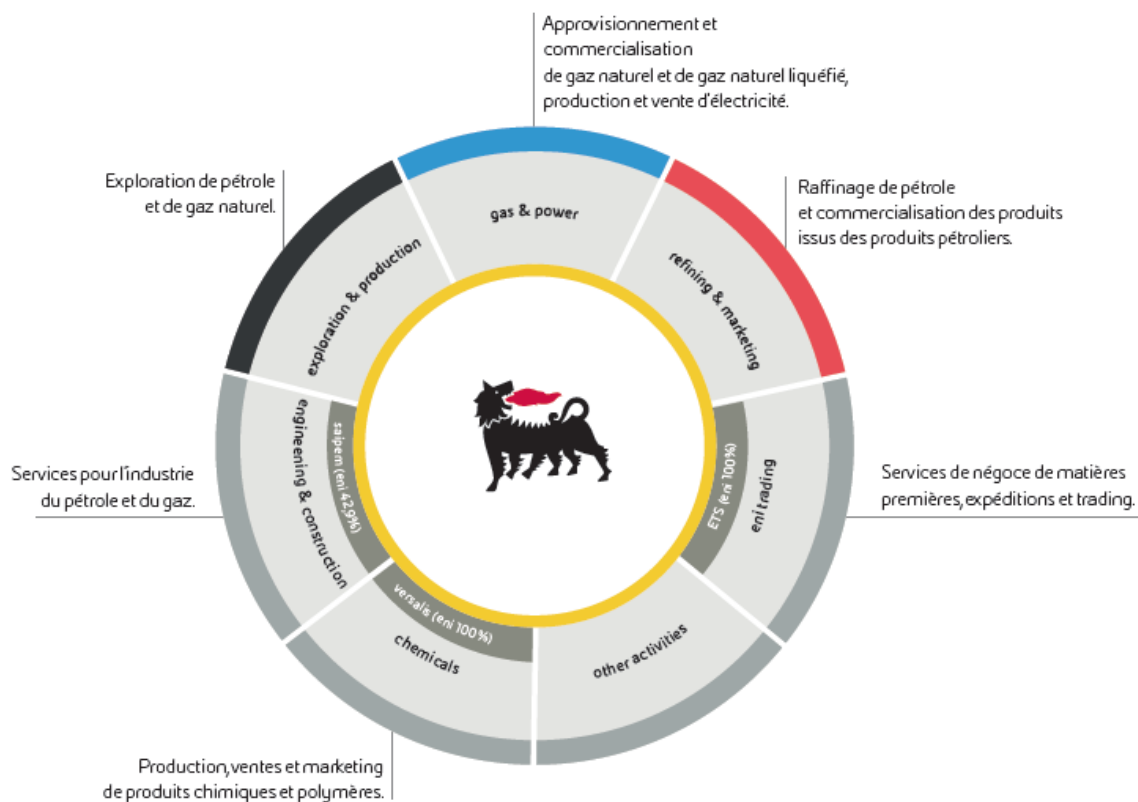 Approvisionnement et
commercialisation
de gaz naturel et de gaz naturel liquéfié,
production et vente d'électricité.
Exploration de pétrole
et de gaz naturel.
Raffinage de pétrole
et commercialisation des produits
issus des produits pétroliers.
gas & power
exploration & production
refining & marketing
engineening & construction
saipem (eni 42,9%)
ETS (eni 100%)
eni trading
Services pour l'industrie
du pétrole et du gaz.
Services de négoce de matières
premières, expéditions et trading.
versalis (eni 100%)
chemicals
other activities
Production, ventes et marketing
de produits chimiques et polymères.